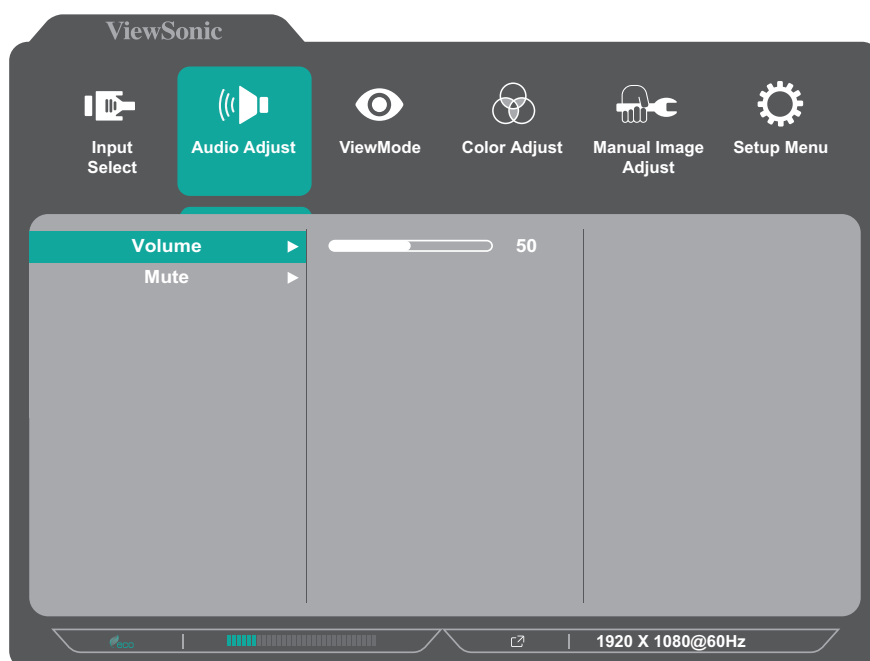 ViewSonic
Input
Select
Audio Adjust
ViewMode
Color Adjust
Manual Image
Adjust
Setup Menu
Volume
50
Mute
eco
1920 X 1080@60Hz